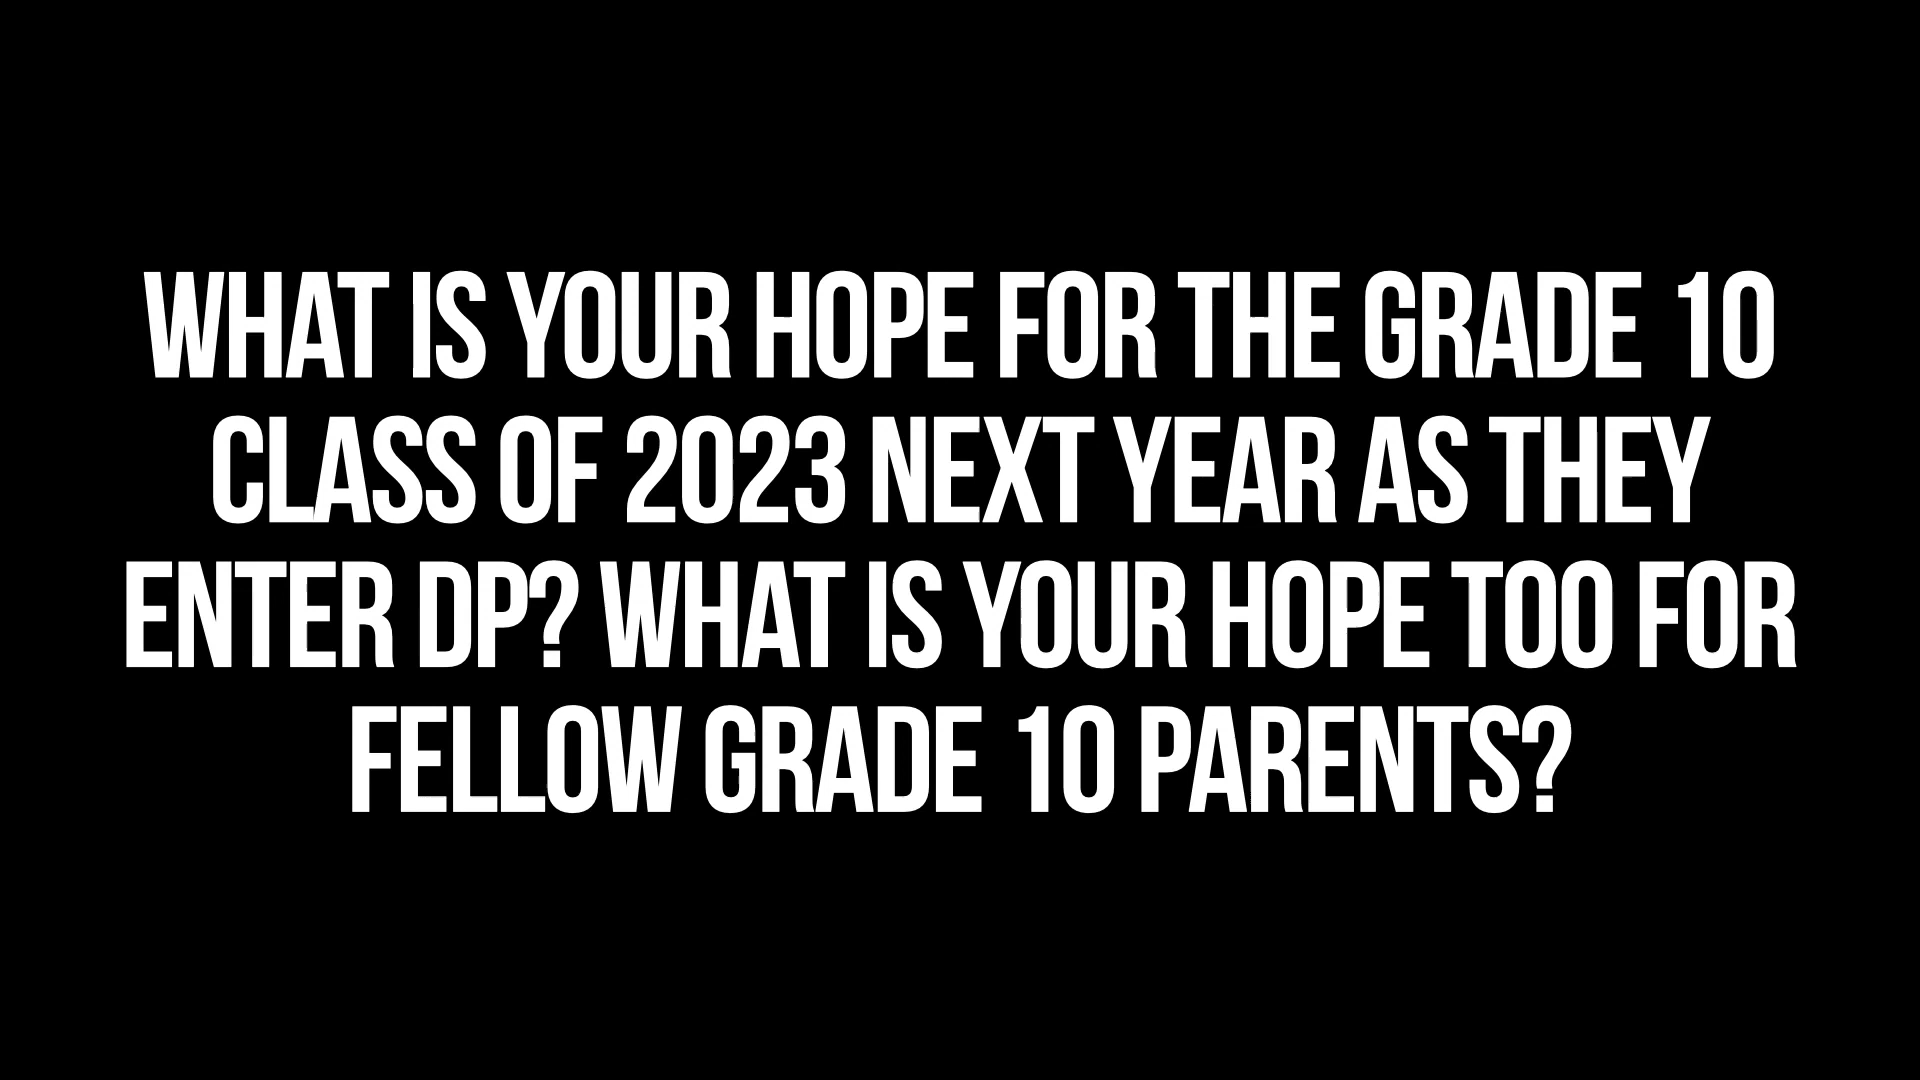 WHAT IS YOUR HOPE FOR THE GRADE 10
CLASS OF 2023 NEXT YEAR AS THEY
ENTER DP? WHAT IS YOUR HOPE TOO FOR
FELLOW GRADE 10 PARENTS?